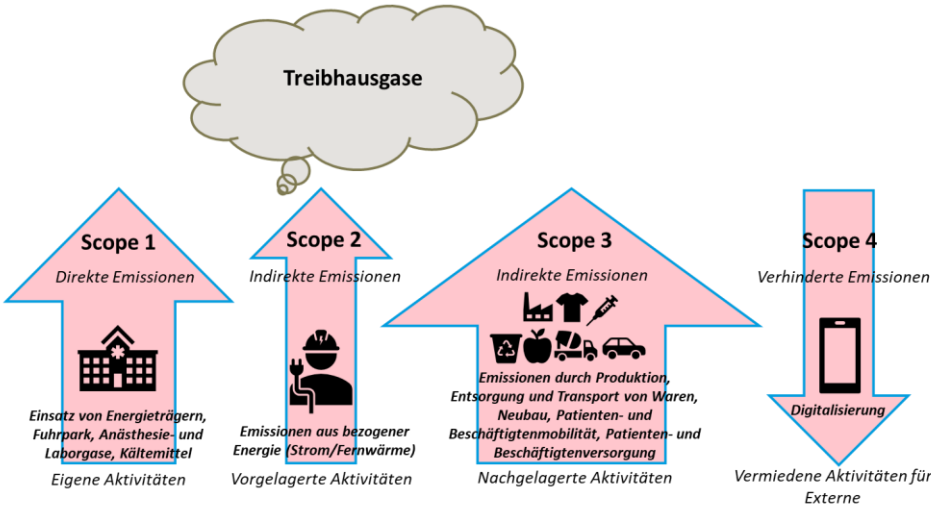 Treibhausgase
Scope 1
Direkte Emissionen
Einsatz von Energieträgern,
Fuhrpark, Anästhesie- und
Laborgase, Kältemittel
Eigene Aktivitäten
Scope 2
Indirekte Emissionen
Emissionen aus bezogener
Energie (Strom/Fernwärme)
Vorgelagerte Aktivitäten
Scope 3
Indirekte Emissionen
Emissionen durch Produktion,
Entsorgung und Transport von Waren,
Neubau, Patienten- und
Beschäftigtenmobilität, Patienten- und
Beschäftigtenversorgung
Nachgelagerte Aktivitäten
Scope 4
Verhinderte Emissionen
Digitalisierung
Vermiedene Aktivitäten für
Externe